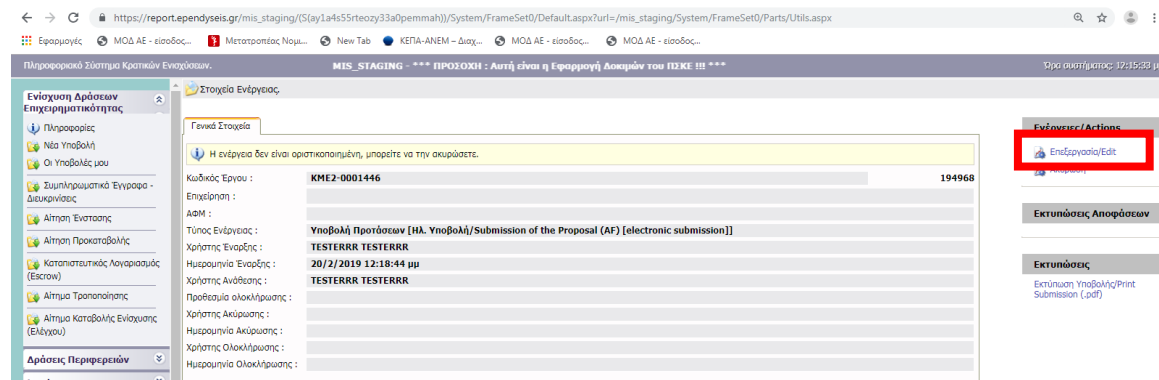 https://report.ependyseis.gr/mis_staging/(S(ay1a4s55rteozy33a0pemmah))/System/FrameSet0/Default.aspx?url=/mis_staging/System/FrameSet0/Parts/Utils.aspx
Εφαρμογές ΜΟΔ ΑΕ - είσοδος... Μετατροπέας Νομι... New Tab ΚΕΠΑ-ΑΝΕΜ – Διαχ... ΜΟΔ ΑΕ - είσοδος... ΜΟΔ ΑΕ - είσοδος...
Πληροφοριακό Σύστημα Κρατικών Ενισχύσεων. MIS_STAGING - *** ΠΡΟΣΟΧΗ : Αυτή είναι η Εφαρμογή Δοκιμών του ΠΣΚΕ !!! *** Ώρα συστήματος: 12:15:33 μ
Ενίσχυση Δράσεων
Επιχειρηματικότητας
Πληροφορίες
Νέα Υποβολή
Οι Υποβολές μου
Συμπληρωματικά Έγγραφα -
Διευκρινίσεις
Αίτηση Ένστασης
Αίτηση Προκαταβολής
Καταπιστευτικός Λογαριασμός
(Escrow)
Αίτημα Τροποποίησης
Αίτημα Καταβολής Ενίσχυσης
(Ελέγχου)
Δράσεις Περιφερειών
Στοιχεία Ενέργειας.
Γενικά Στοιχεία
Η ενέργεια δεν είναι οριστικοποιημένη, μπορείτε να την ακυρώσετε.
Κωδικός Έργου : KME2-0001446 194968
Επιχείρηση :
ΑΦΜ :
Τύπος Ενέργειας : Υποβολή Προτάσεων [Ηλ. Υποβολή/Submission of the Proposal (AF) [electronic submission]]
Χρήστης Έναρξης : TESTERRR TESTERRR
Ημερομηνία Έναρξης : 20/2/2019 12:18:44 μμ
Χρήστης Ανάθεσης : TESTERRR TESTERRR
Προθεσμία ολοκλήρωσης :
Χρήστης Ακύρωσης :
Ημερομηνία Ακύρωσης :
Χρήστης Ολοκλήρωσης :
Ημερομηνία Ολοκλήρωσης :
Ενέργειες/Actions
Επεξεργασία/Edit
Εκτυπώσεις Αποφάσεων
Εκτυπώσεις
Εκτύπωση Υποβολής/Print
Submission (.pdf)